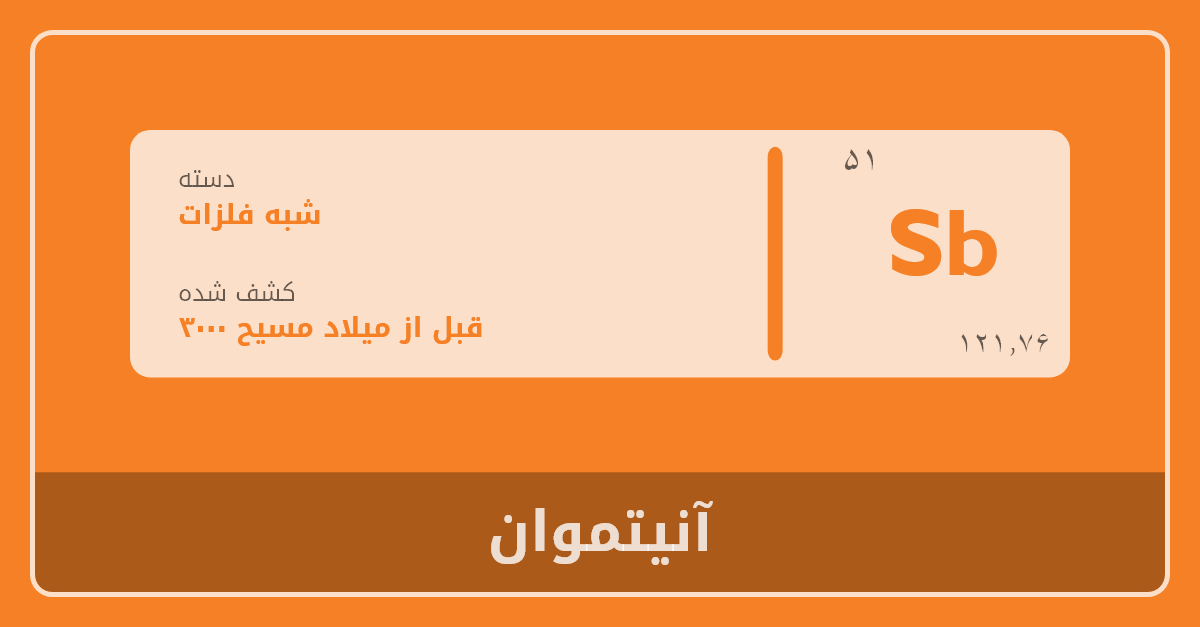 ۵۱
Sb
۱۲۱,۷۶
دسته
شبه فلزات
کشف شده
قبل از میلاد مسیح ۳۰۰۰
آنیتموان